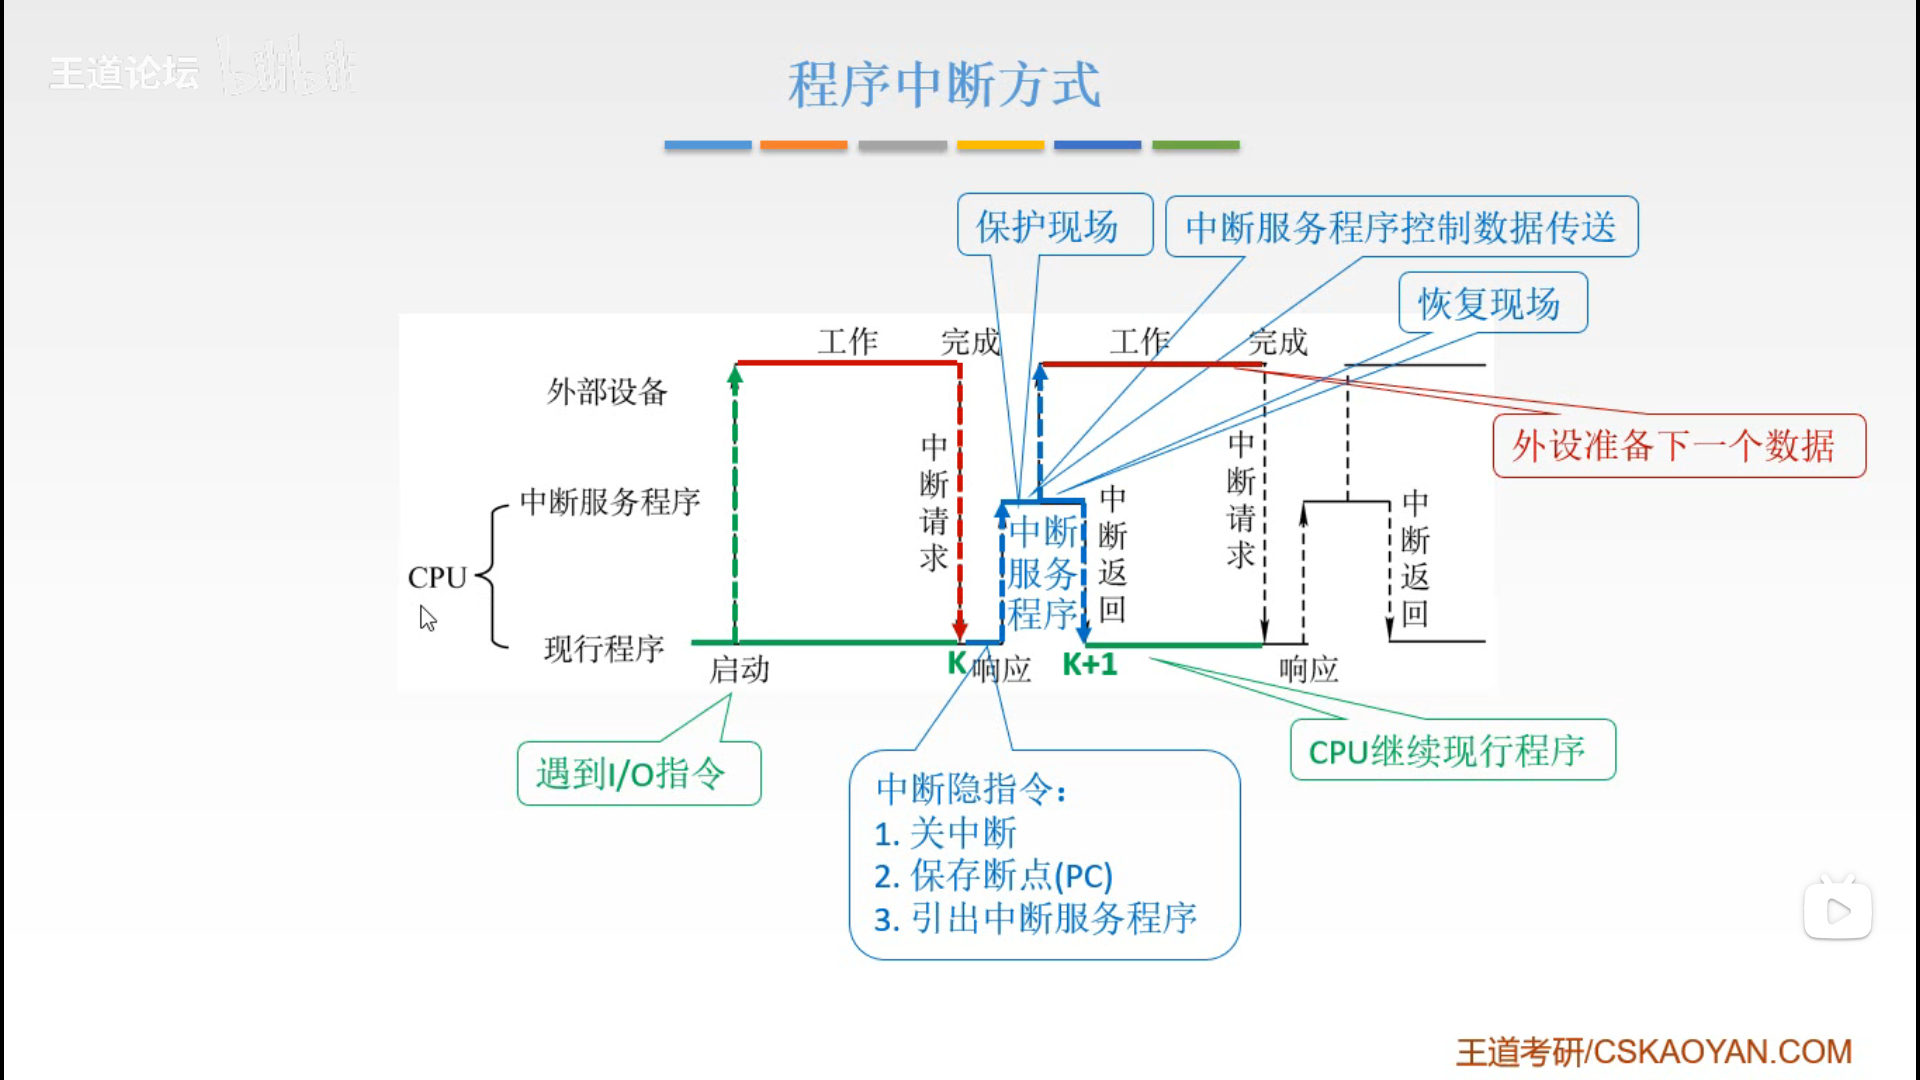 王道论坛 bilibili
程序中断方式
保护现场
中断服务程序控制数据传送
恢复现场
工作
完成
工作
完成
外部设备
外设准备下一个数据
中断请求
中断请求
中断服务程序
中断服务程序
中断返回
中断返回
CPU
现行程序
启动
K
响应
K+1
响应
遇到I/O指令
CPU继续现行程序
中断隐指令：
1. 关中断
2. 保存断点(PC)
3. 引出中断服务程序
王道考研/CSKAOYAN.COM